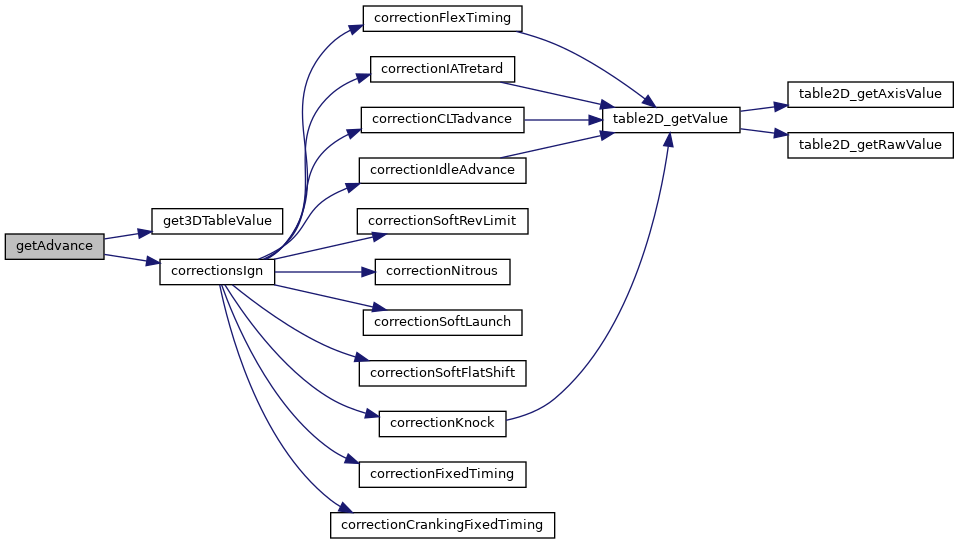 correctionFlexTiming
correctionIATretard
table2D_getAxisValue
correctionCLTadvance
table2D_getValue
table2D_getRawValue
correctionIdleAdvance
get3DTableValue
correctionSoftRevLimit
getAdvance
correctionsIgn
correctionNitrous
correctionSoftLaunch
correctionSoftFlatShift
correctionKnock
correctionFixedTiming
correctionCrankingFixedTiming